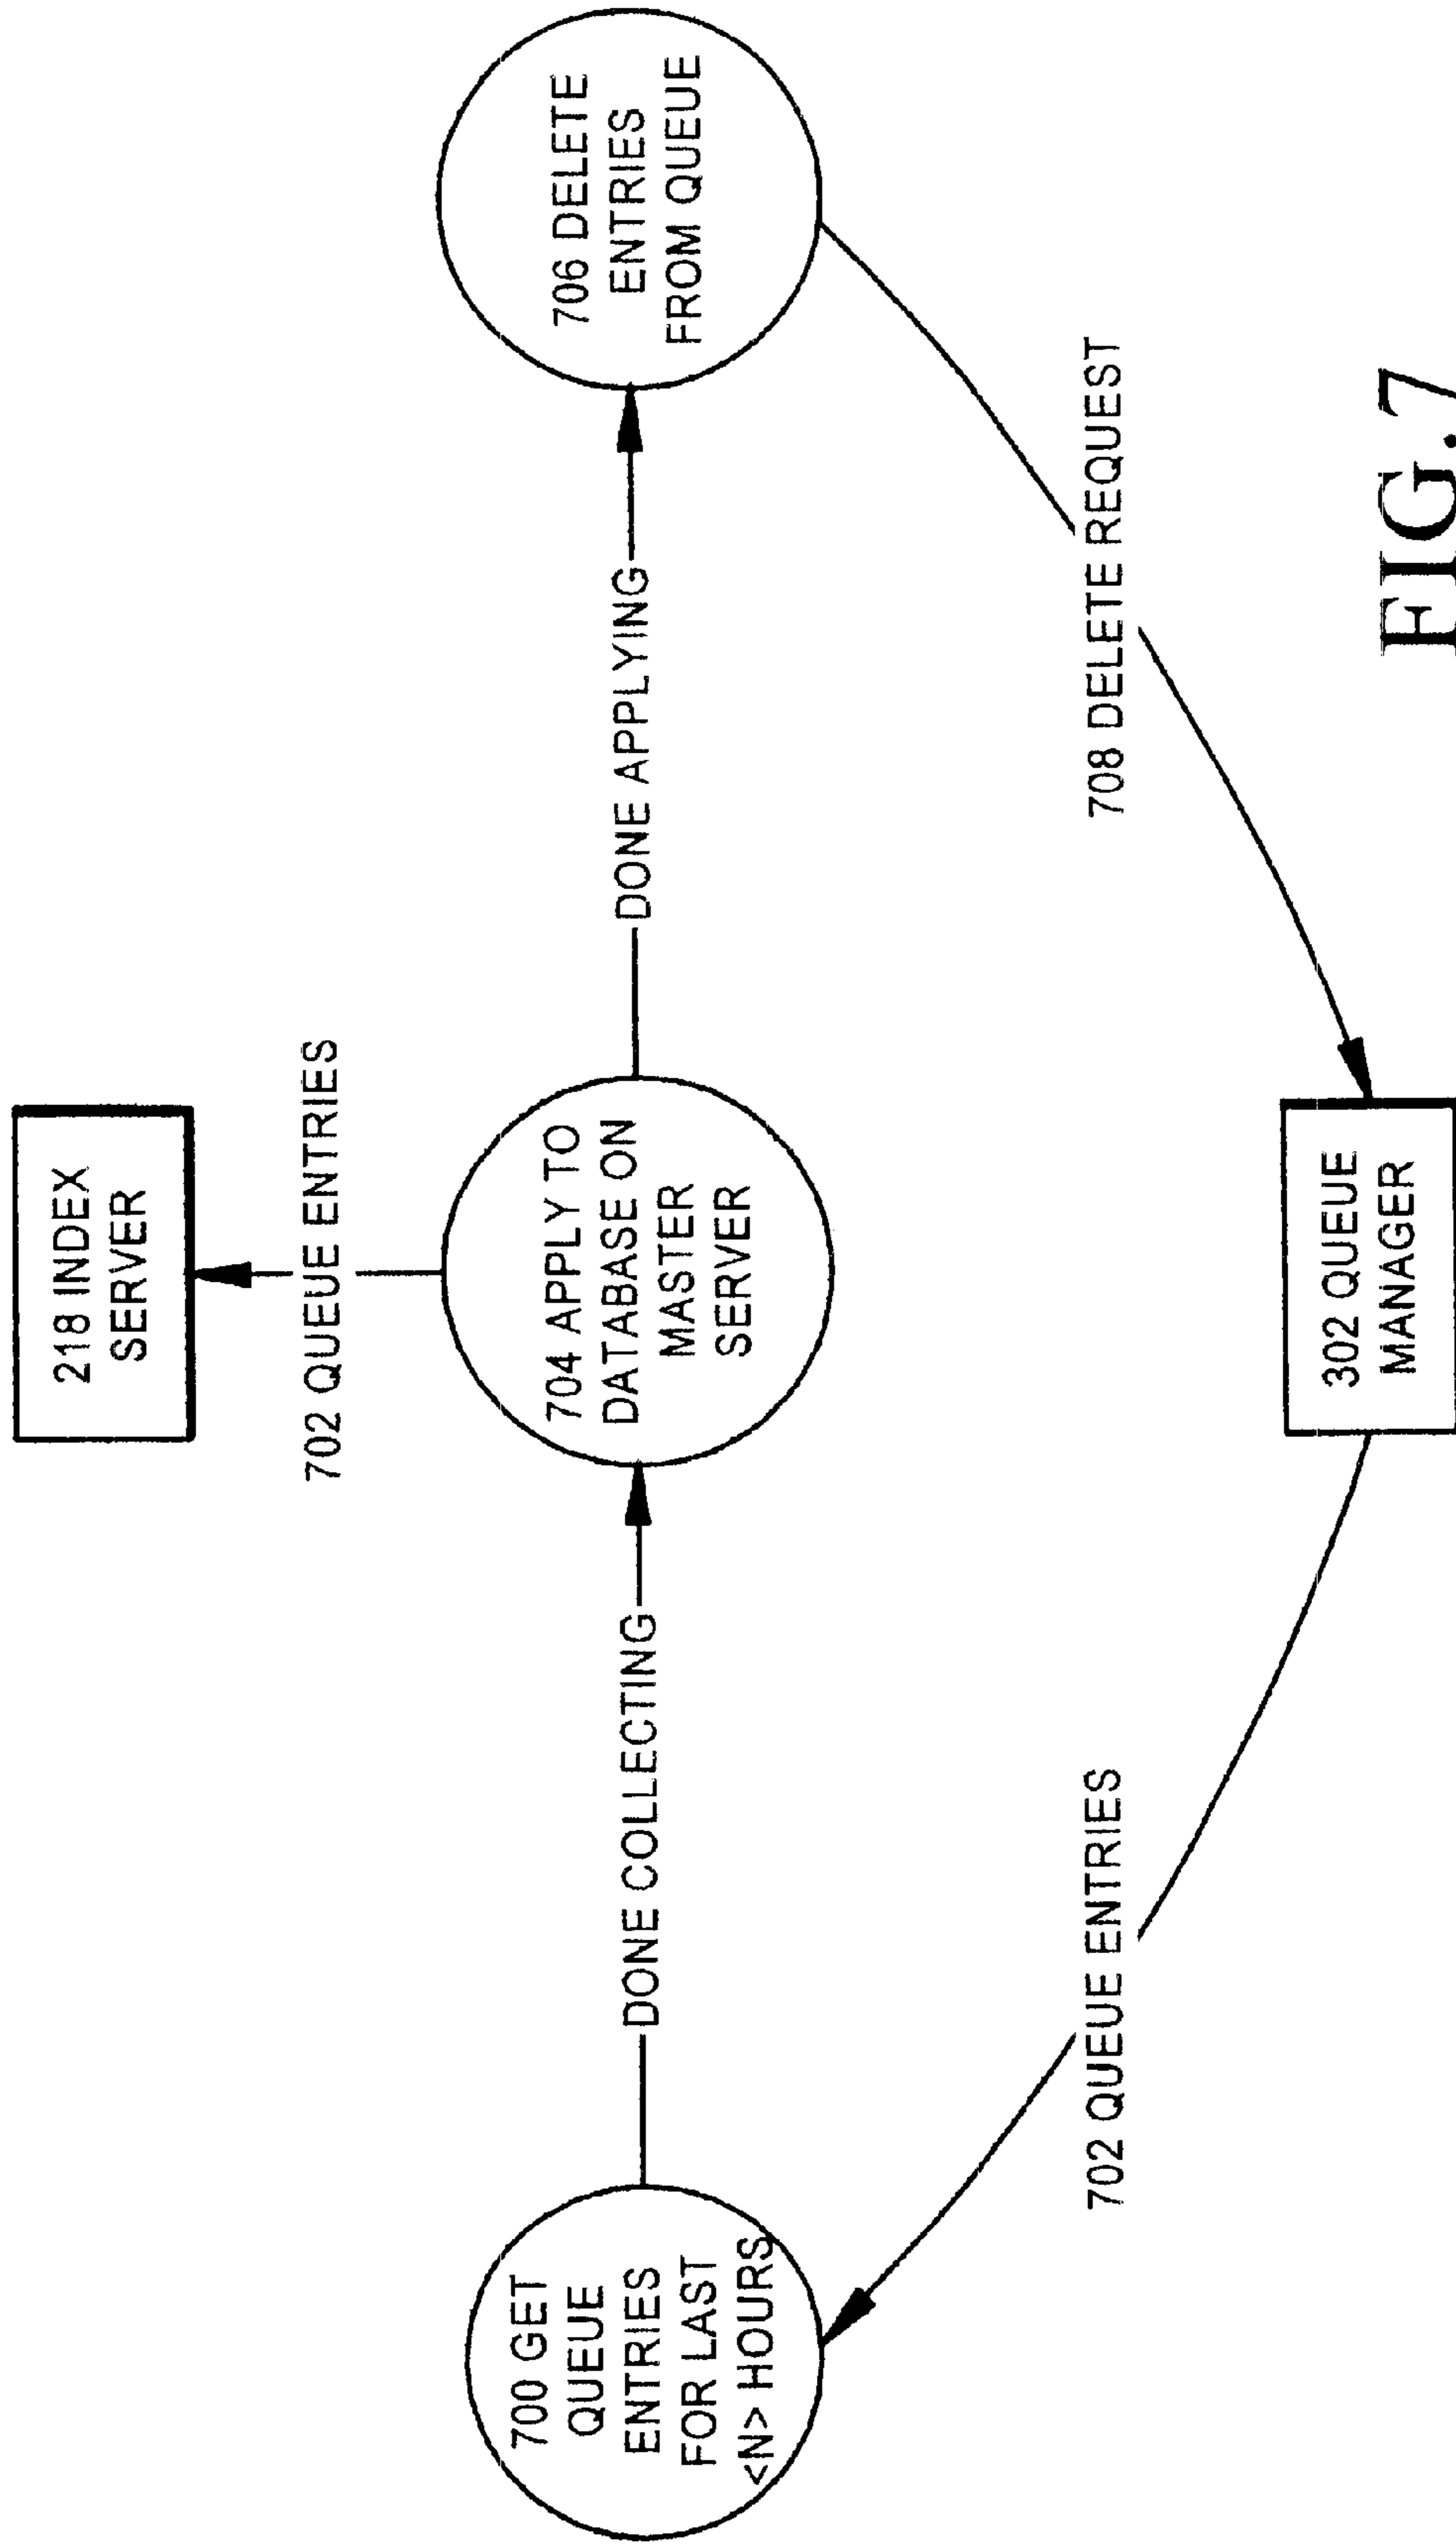 218 INDEX
SERVER
702 QUEUE ENTRIES
700 GET
QUEUE
ENTRIES
FOR LAST
<N> HOURS
DONE COLLECTING
704 APPLY TO
DATABASE ON
MASTER
SERVER
DONE APPLYING
706 DELETE
ENTRIES
FROM QUEUE
702 QUEUE ENTRIES
708 DELETE REQUEST
302 QUEUE
MANAGER
FIG.7